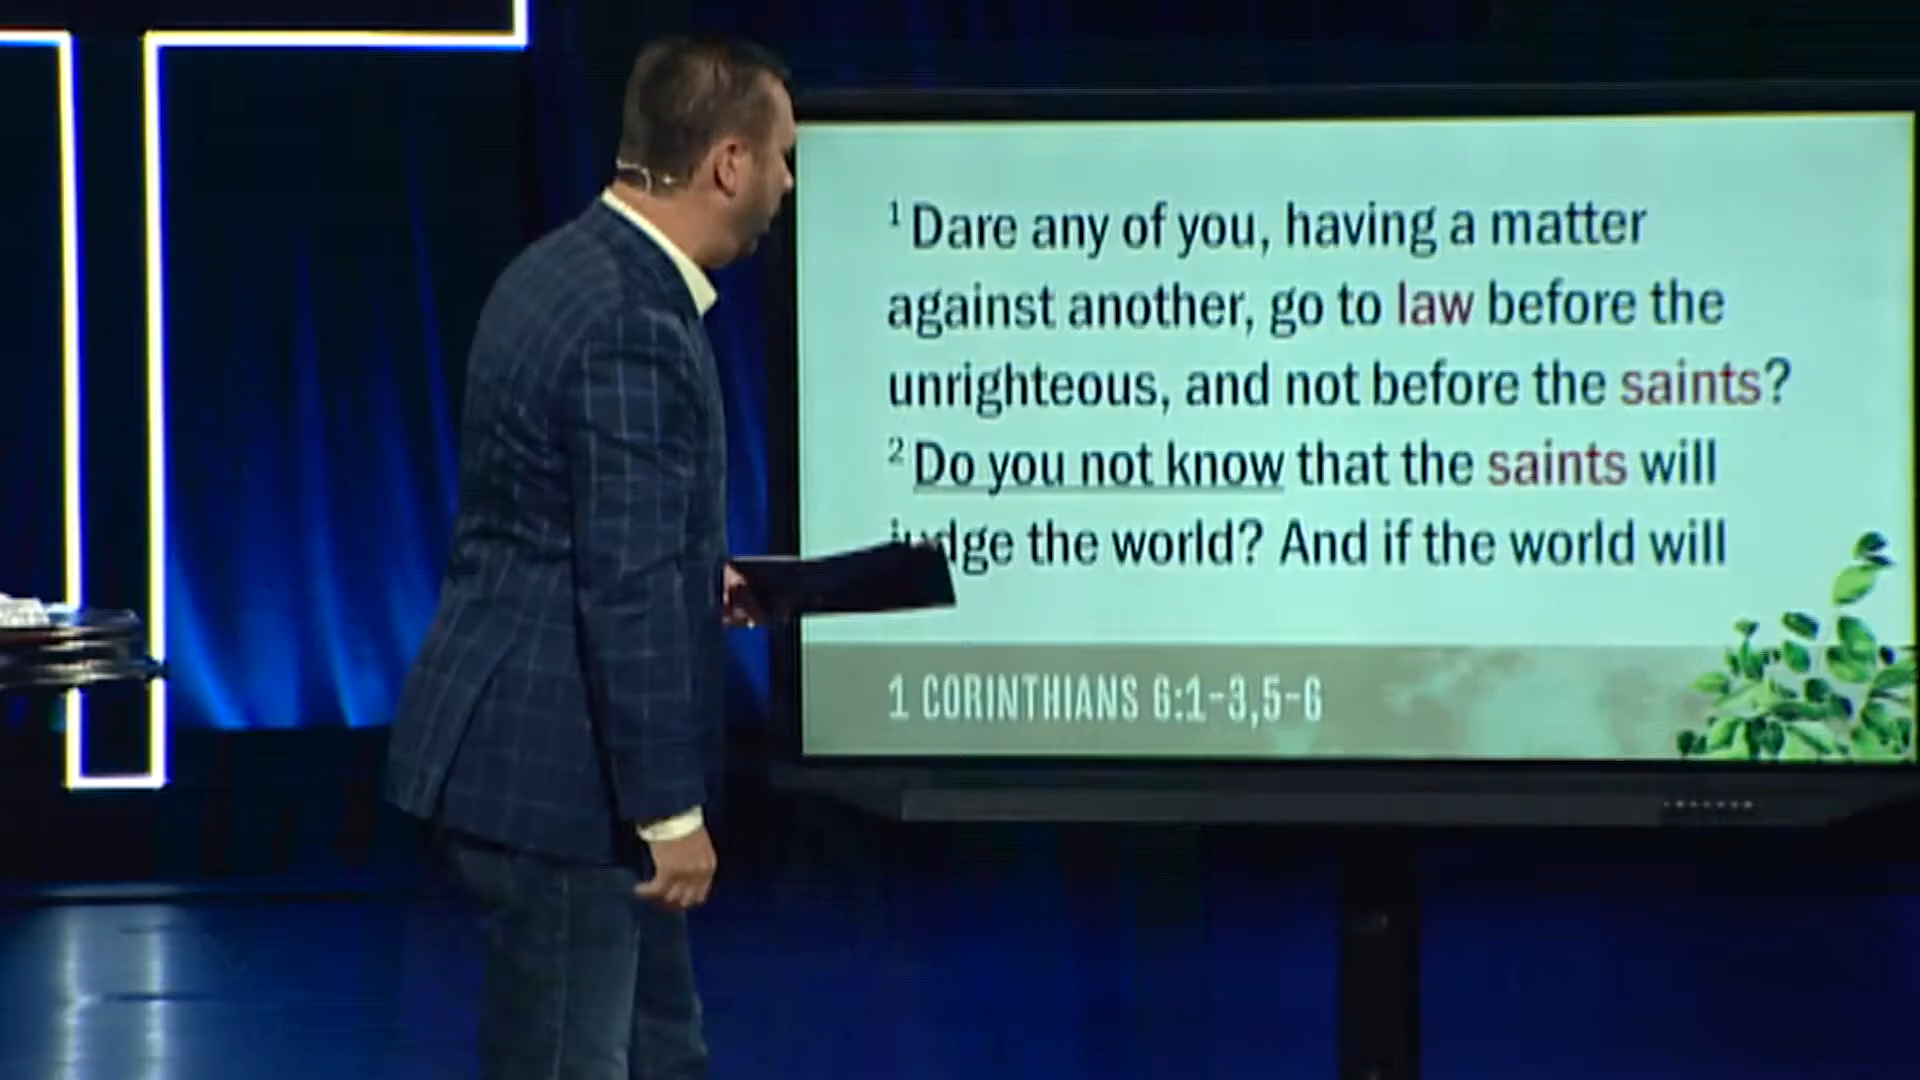 1 Dare any of you, having a matter
against another, go to law before the
unrighteous, and not before the saints?
2 Do you not know that the saints will
judge the world? And if the world will
1 CORINTHIANS 6:1-3,5-6